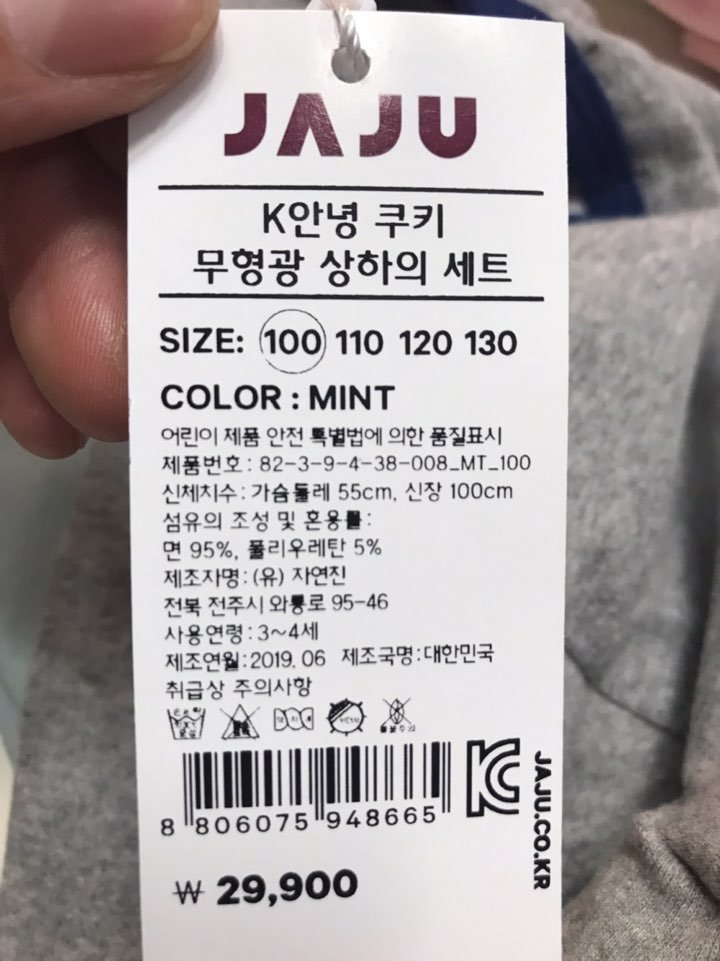 JAJU
K안녕 쿠키
무형광 상하의 세트
SIZE: 100 110 120 130
COLOR : MINT
어린이 제품 안전 특별법에 의한 품질표시
제품번호 : 82-3-9-4-38-008_MT_100
신체치수 : 가슴둘레 55cm, 신장 100cm
섬유의 조성 및 혼용률:
면 95%, 폴리우레탄 5%
제조자명 : (유) 자연진
전북 전주시 와룡로 95-46
사용연령 : 3~4세
제조연월 : 2019. 06 제조국명 : 대한민국
취급상 주의사항
8 806075 948665
KC
JAJU.CO.KR
₩ 29,900